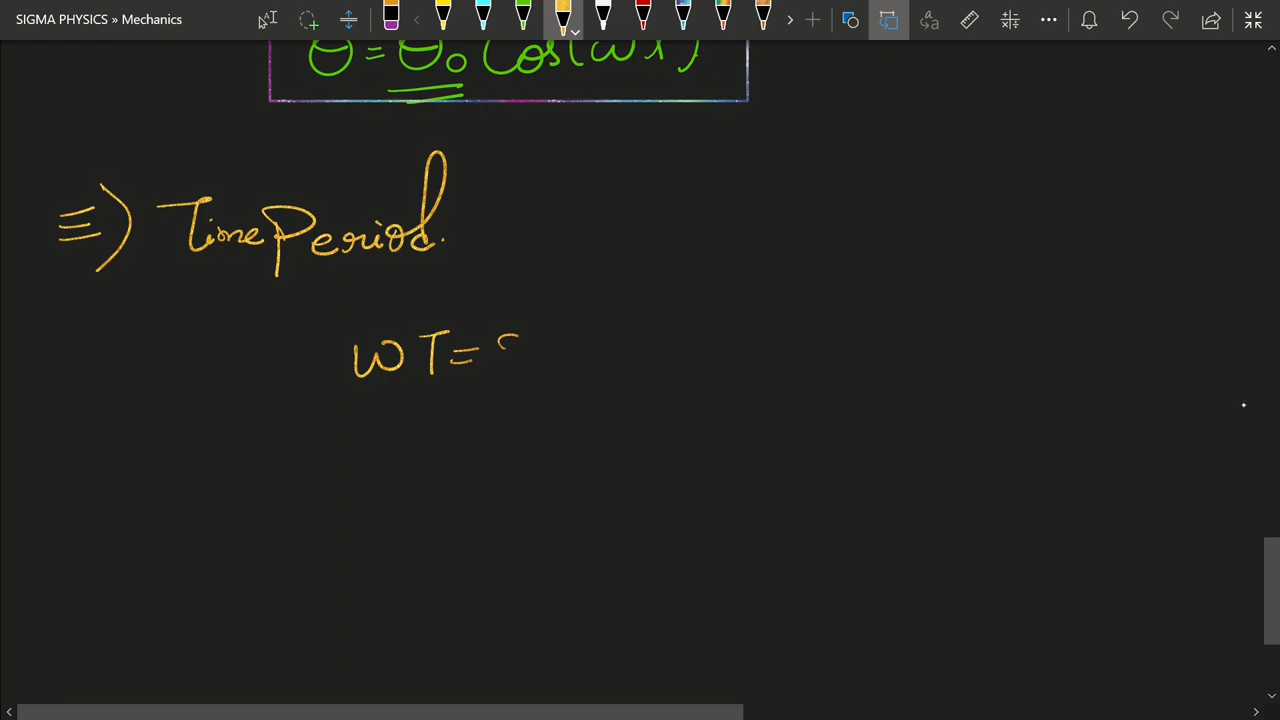 SIGMA PHYSICS » Mechanics
θ = θ₀ Cos(ωt)
⇒) Time Period.
ωT =